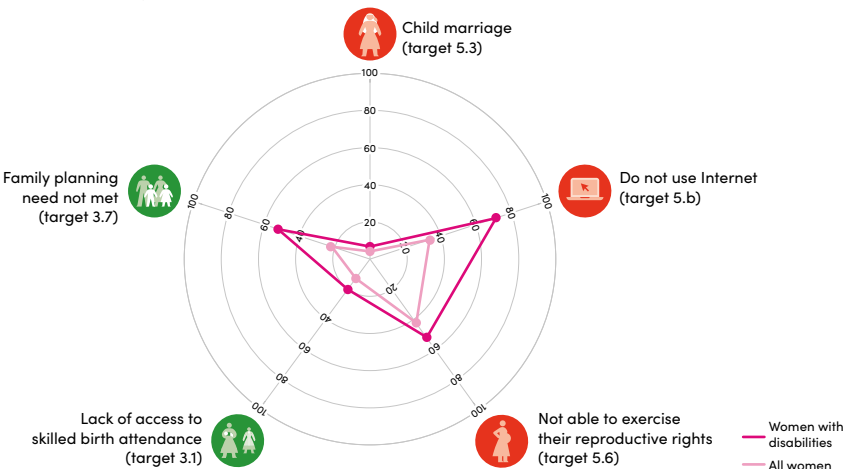 Child marriage
(target 5.3)
100
80
60
40
20
Do not use Internet
(target 5.b)
100
80
60
40
Family planning
need not met
(target 3.7)
100
80
60
20
40
60
80
100
Not able to exercise
their reproductive rights
(target 5.6)
40
60
80
100
Lack of access to
skilled birth attendance
(target 3.1)
Women with
disabilities
All women